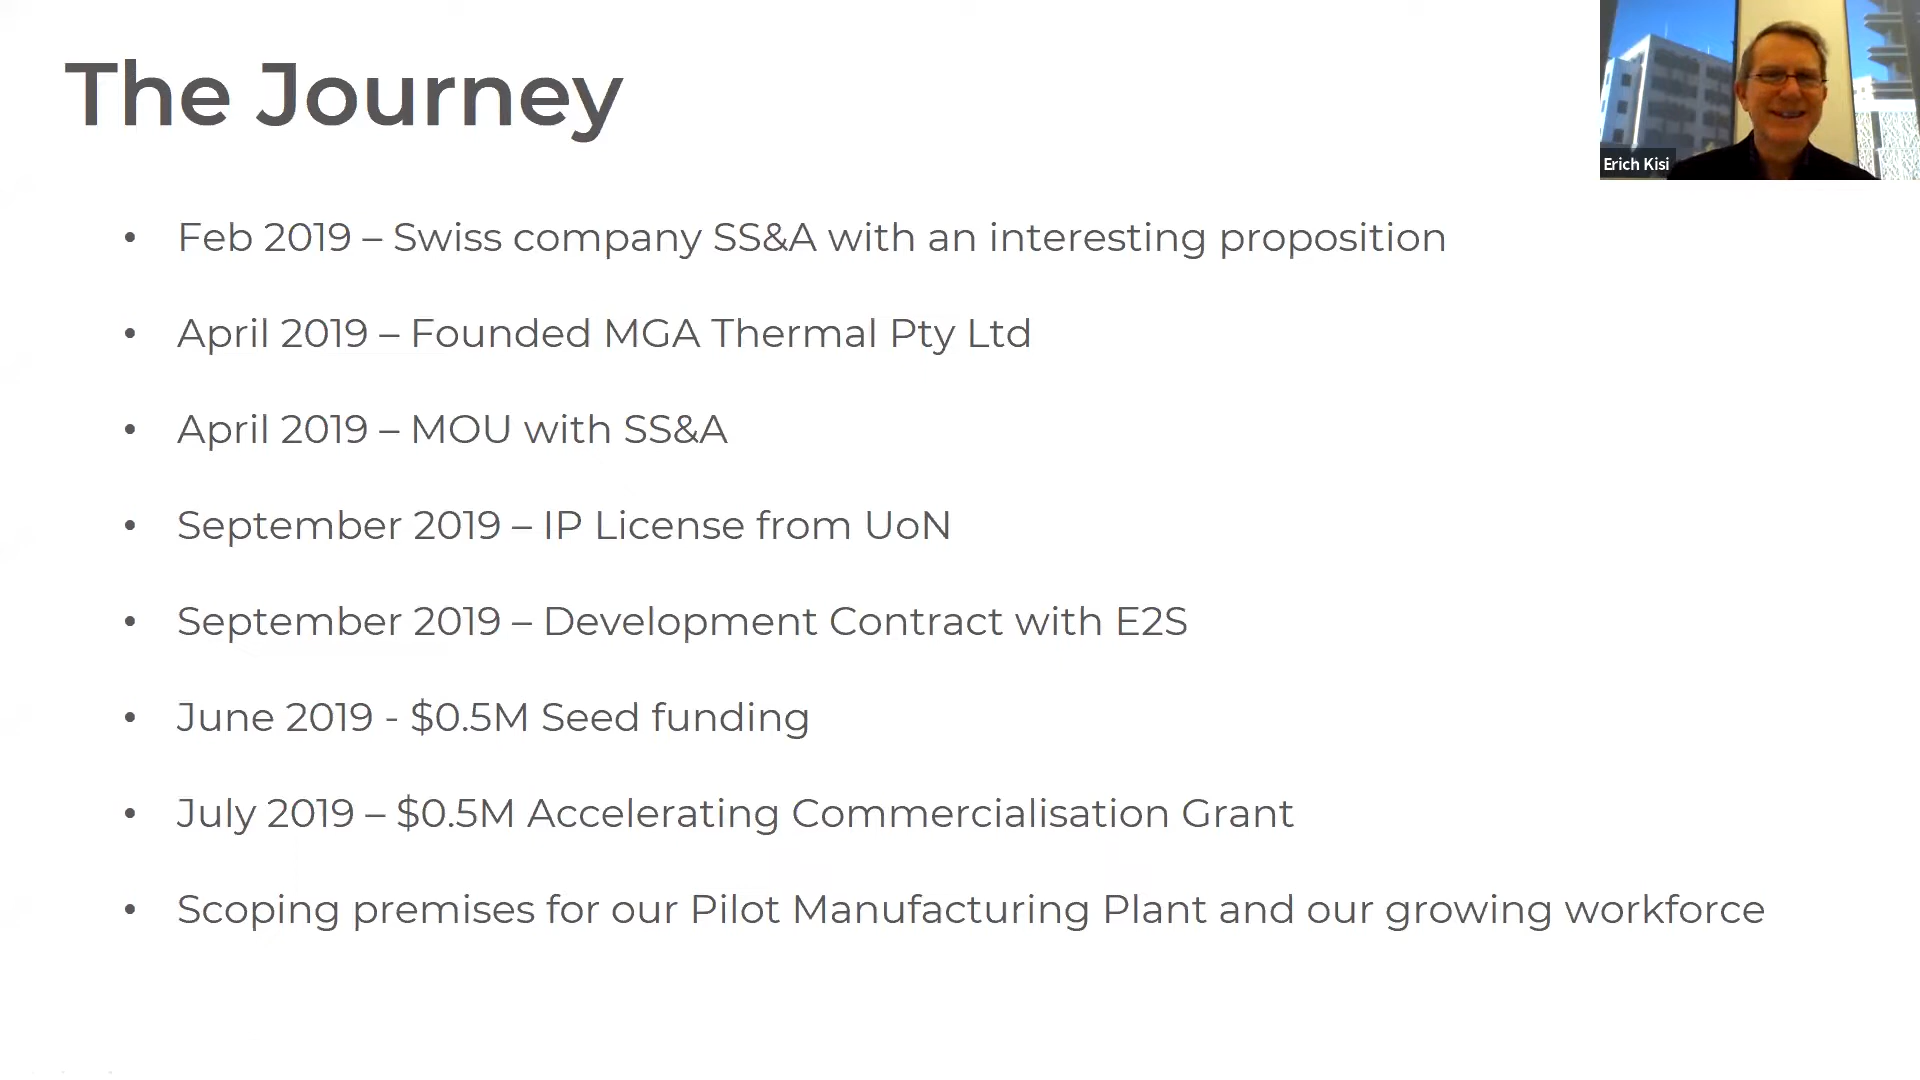 The Journey
Erich Kisi
• Feb 2019 – Swiss company SS&A with an interesting proposition
• April 2019 – Founded MGA Thermal Pty Ltd
• April 2019 – MOU with SS&A
• September 2019 – IP License from UoN
• September 2019 – Development Contract with E2S
• June 2019 - $0.5M Seed funding
• July 2019 – $0.5M Accelerating Commercialisation Grant
• Scoping premises for our Pilot Manufacturing Plant and our growing workforce